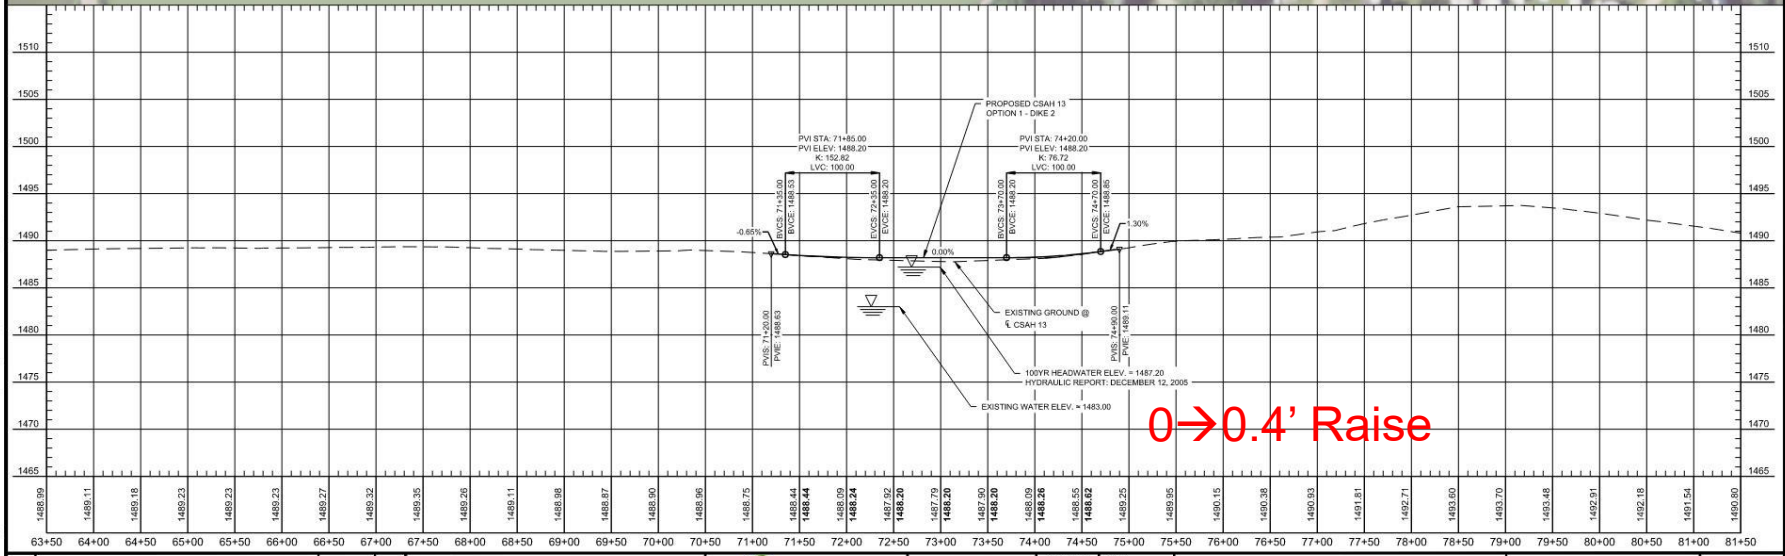 1510 1510
1505 1505
1500 1500
1495 1495
1490 1490
1485 1485
1480 1480
1475 1475
1470 1470
1465 1465
PROPOSED CSAH 13
OPTION 1 - DIKE 2
PVI STA: 71+85.00
PVI ELEV: 1488.20
K: 152.82
LVC: 100.00
PVI STA: 74+20.00
PVI ELEV: 1488.20
K: 76.72
LVC: 100.00
BVCS: 71+35.00
BVCE: 1488.53
EVCS: 72+35.00
EVCE: 1488.20
BVCS: 73+70.00
BVCE: 1488.20
EVCS: 74+70.00
EVCE: 1488.85
-0.65%
0.00%
1.30%
PVIS: 71+20.00
PVIE: 1488.63
PVIS: 74+90.00
PVIE: 1489.11
EXISTING GROUND @
℄ CSAH 13
100YR HEADWATER ELEV. = 1487.20
HYDRAULIC REPORT: DECEMBER 12, 2005
EXISTING WATER ELEV. = 1483.00
0→0.4’ Raise
1488.99 1489.11 1489.18 1489.23 1489.23 1489.23 1489.27 1489.32 1489.35 1489.26 1489.11 1488.98 1488.87 1488.90 1488.96 1488.75 1488.44 1488.44 1488.09 1488.24 1487.92 1488.20 1487.79 1488.20 1487.90 1488.20 1488.09 1488.26 1488.55 1488.62 1489.25 1489.95 1490.15 1490.38 1490.93 1491.81 1492.71 1493.60 1493.70 1493.48 1492.91 1492.18 1491.54 1490.80
63+50 64+00 64+50 65+00 65+50 66+00 66+50 67+00 67+50 68+00 68+50 69+00 69+50 70+00 70+50 71+00 71+50 72+00 72+50 73+00 73+50 74+00 74+50 75+00 75+50 76+00 76+50 77+00 77+50 78+00 78+50 79+00 79+50 80+00 80+50 81+00 81+50